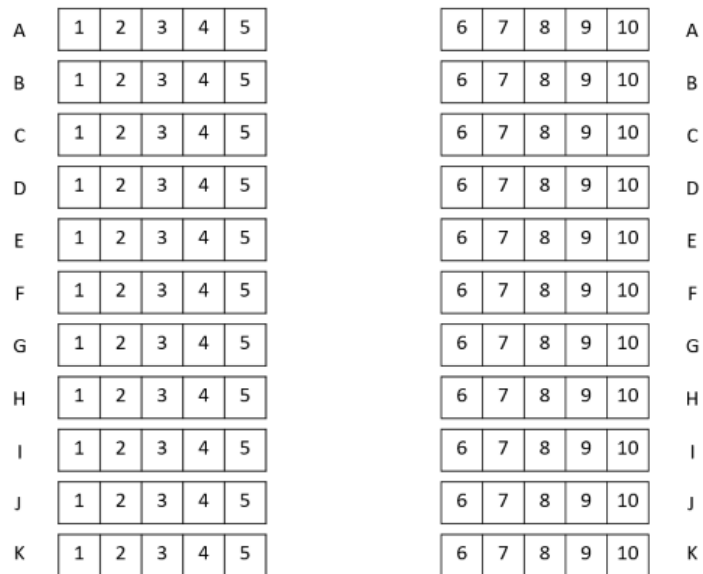 A 1 2 3 4 5 6 7 8 9 10 A
B 1 2 3 4 5 6 7 8 9 10 B
C 1 2 3 4 5 6 7 8 9 10 C
D 1 2 3 4 5 6 7 8 9 10 D
E 1 2 3 4 5 6 7 8 9 10 E
F 1 2 3 4 5 6 7 8 9 10 F
G 1 2 3 4 5 6 7 8 9 10 G
H 1 2 3 4 5 6 7 8 9 10 H
I 1 2 3 4 5 6 7 8 9 10 I
J 1 2 3 4 5 6 7 8 9 10 J
K 1 2 3 4 5 6 7 8 9 10 K